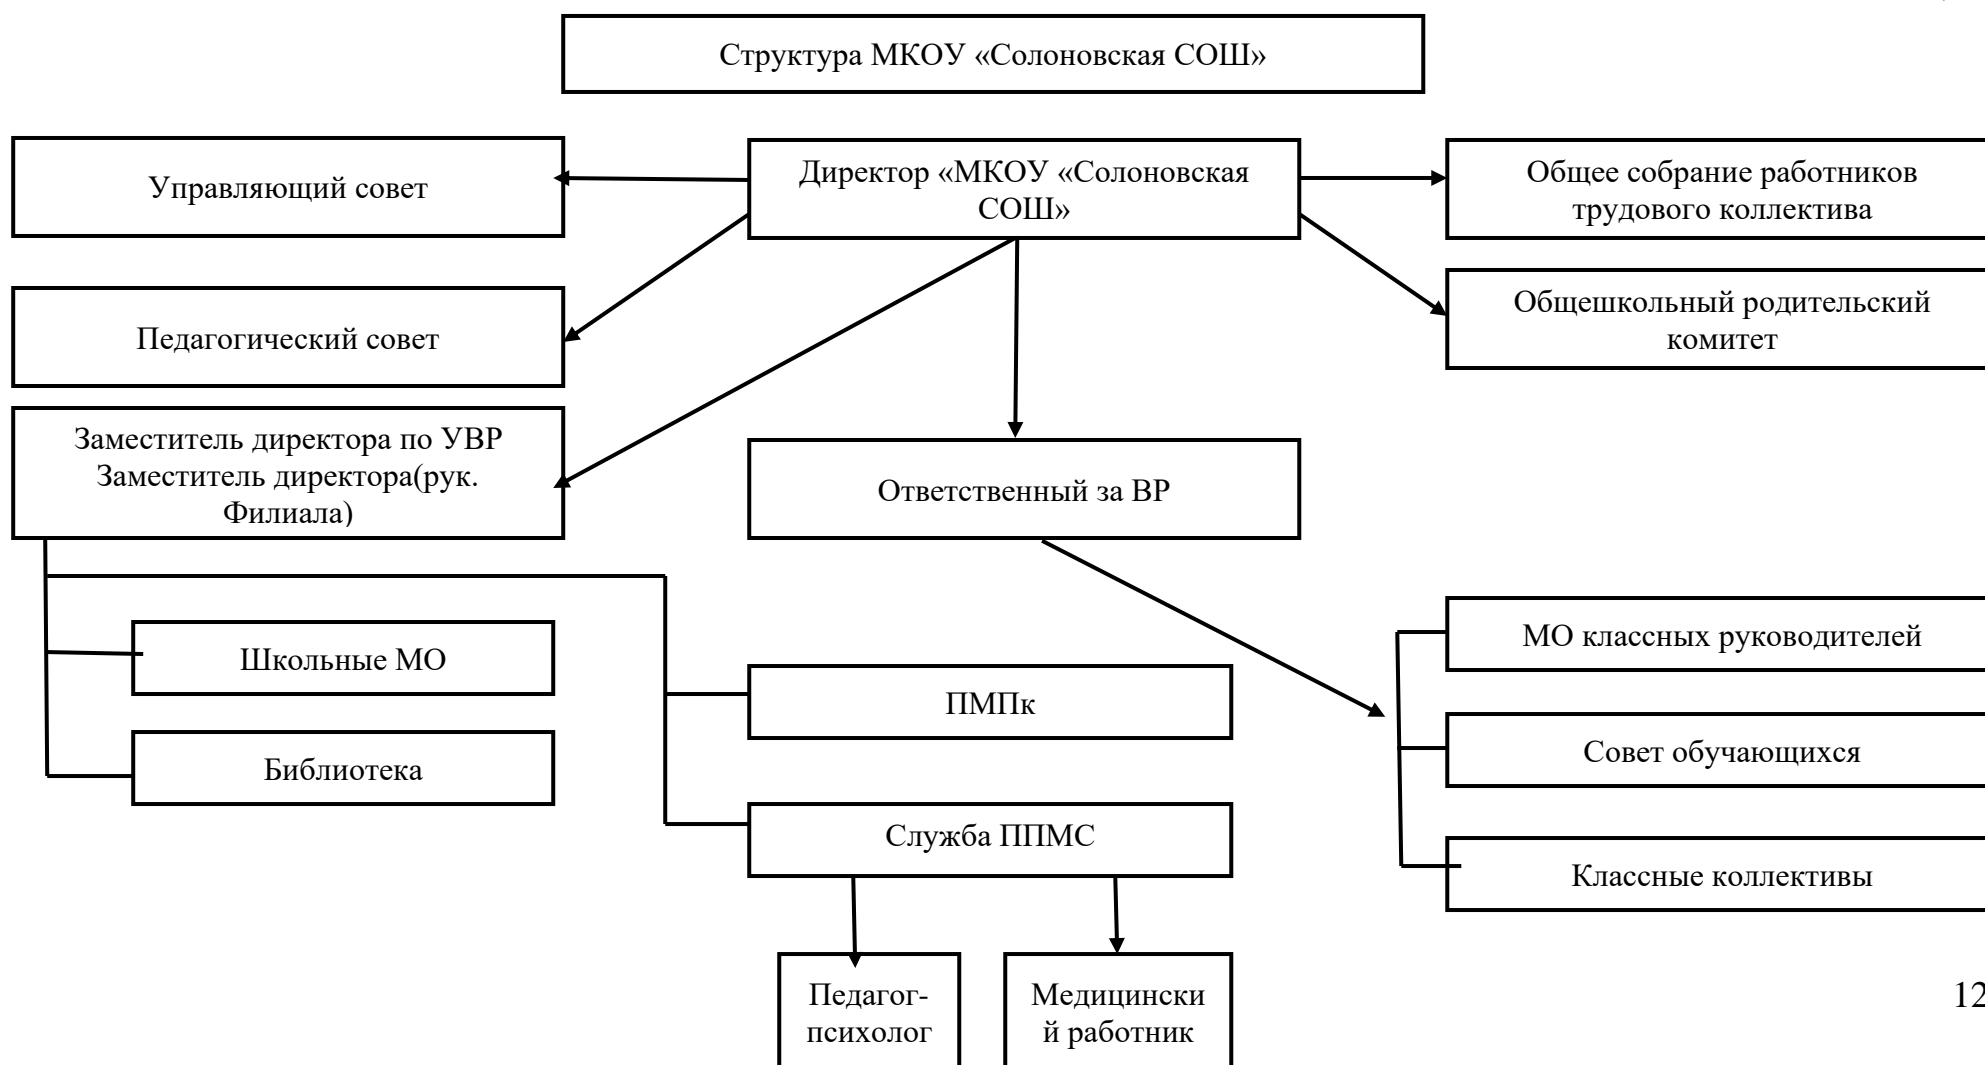 Структура МКОУ «Солоновская СОШ»
Управляющий совет
Директор «МКОУ «Солоновская
СОШ»
Общее собрание работников
трудового коллектива
Педагогический совет
Общешкольный родительский
комитет
Заместитель директора по УВР
Заместитель директора(рук.
Филиала)
Ответственный за ВР
Школьные МО
МО классных руководителей
ПМПк
Библиотека
Совет обучающихся
Служба ППМС
Классные коллективы
Педагог-
психолог
Медицински
й работник
12